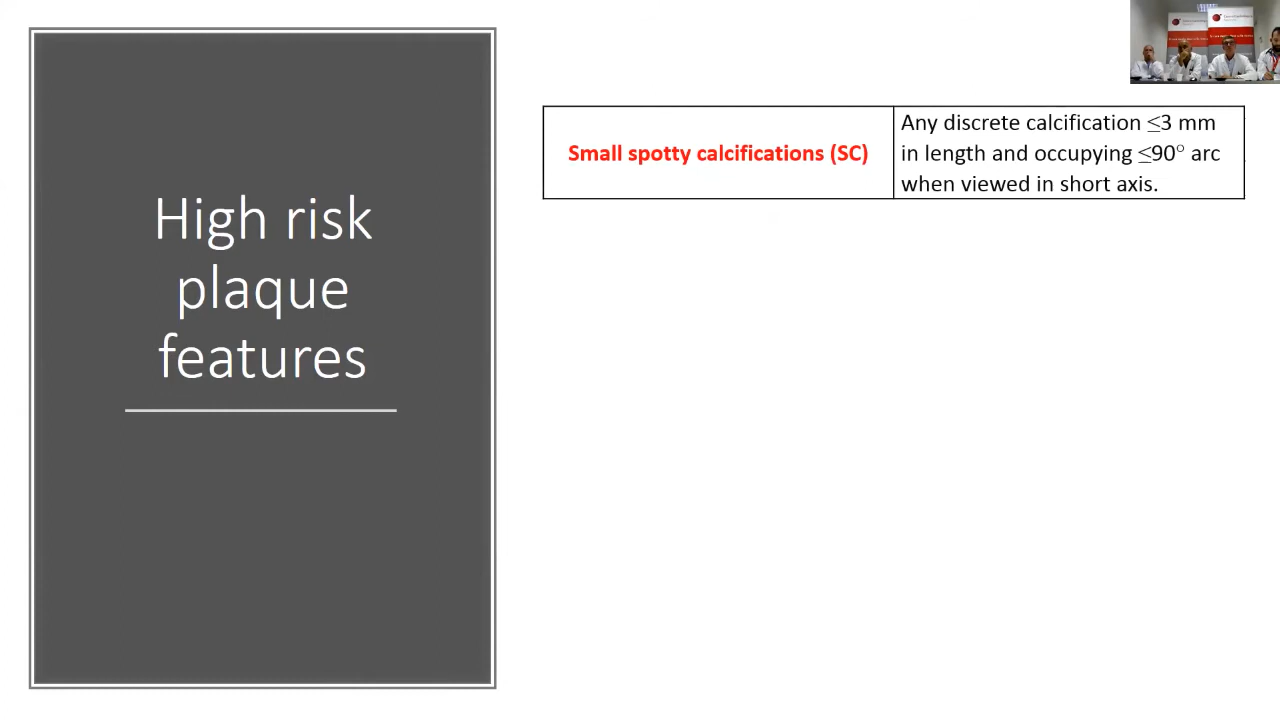 High risk
plaque
features
Small spotty calcifications (SC)
Any discrete calcification ≤3 mm
in length and occupying ≤90° arc
when viewed in short axis.